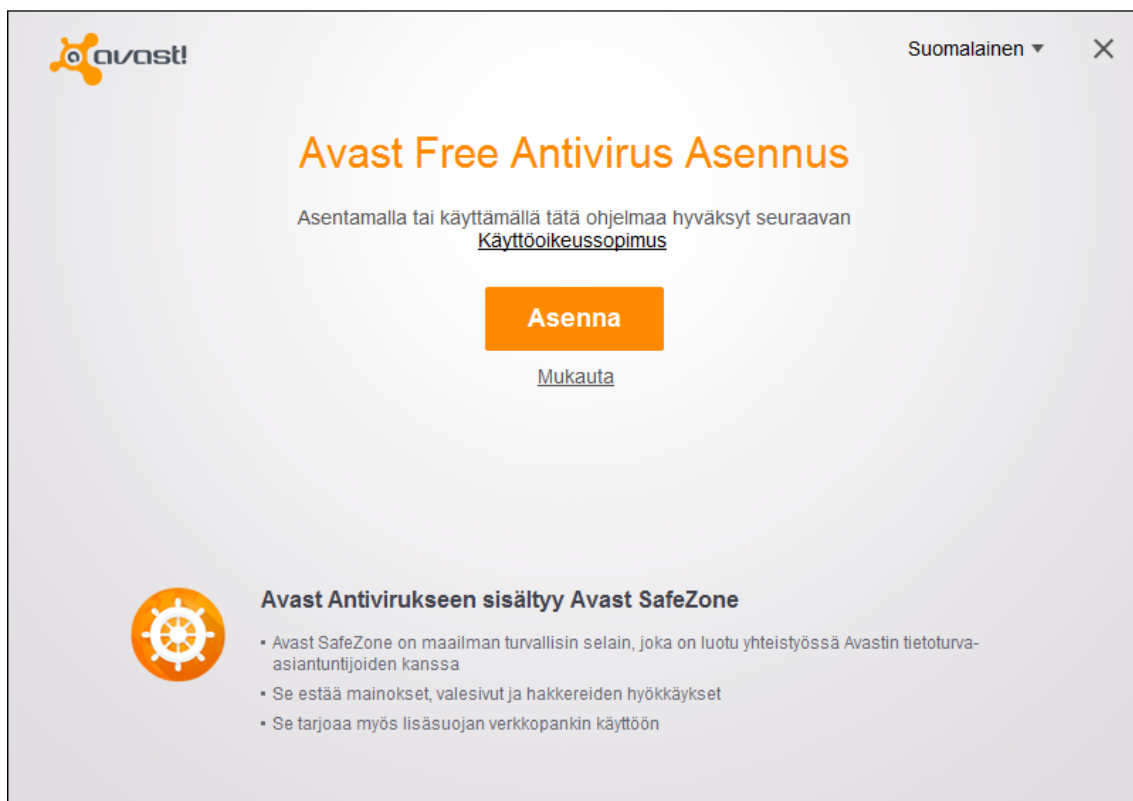 avast!
Suomalainen
Avast Free Antivirus Asennus
Asentamalla tai käyttämällä tätä ohjelmaa hyväksyt seuraavan
Käyttöoikeussopimus
Asenna
Mukauta
Avast Antivirukseen sisältyy Avast SafeZone
▪ Avast SafeZone on maailman turvallisin selain, joka on luotu yhteistyössä Avastin tietoturva-
asiantuntijoiden kanssa
▪ Se estää mainokset, valesivut ja hakkereiden hyökkäykset
▪ Se tarjoaa myös lisäsuojan verkkopankin käyttöön